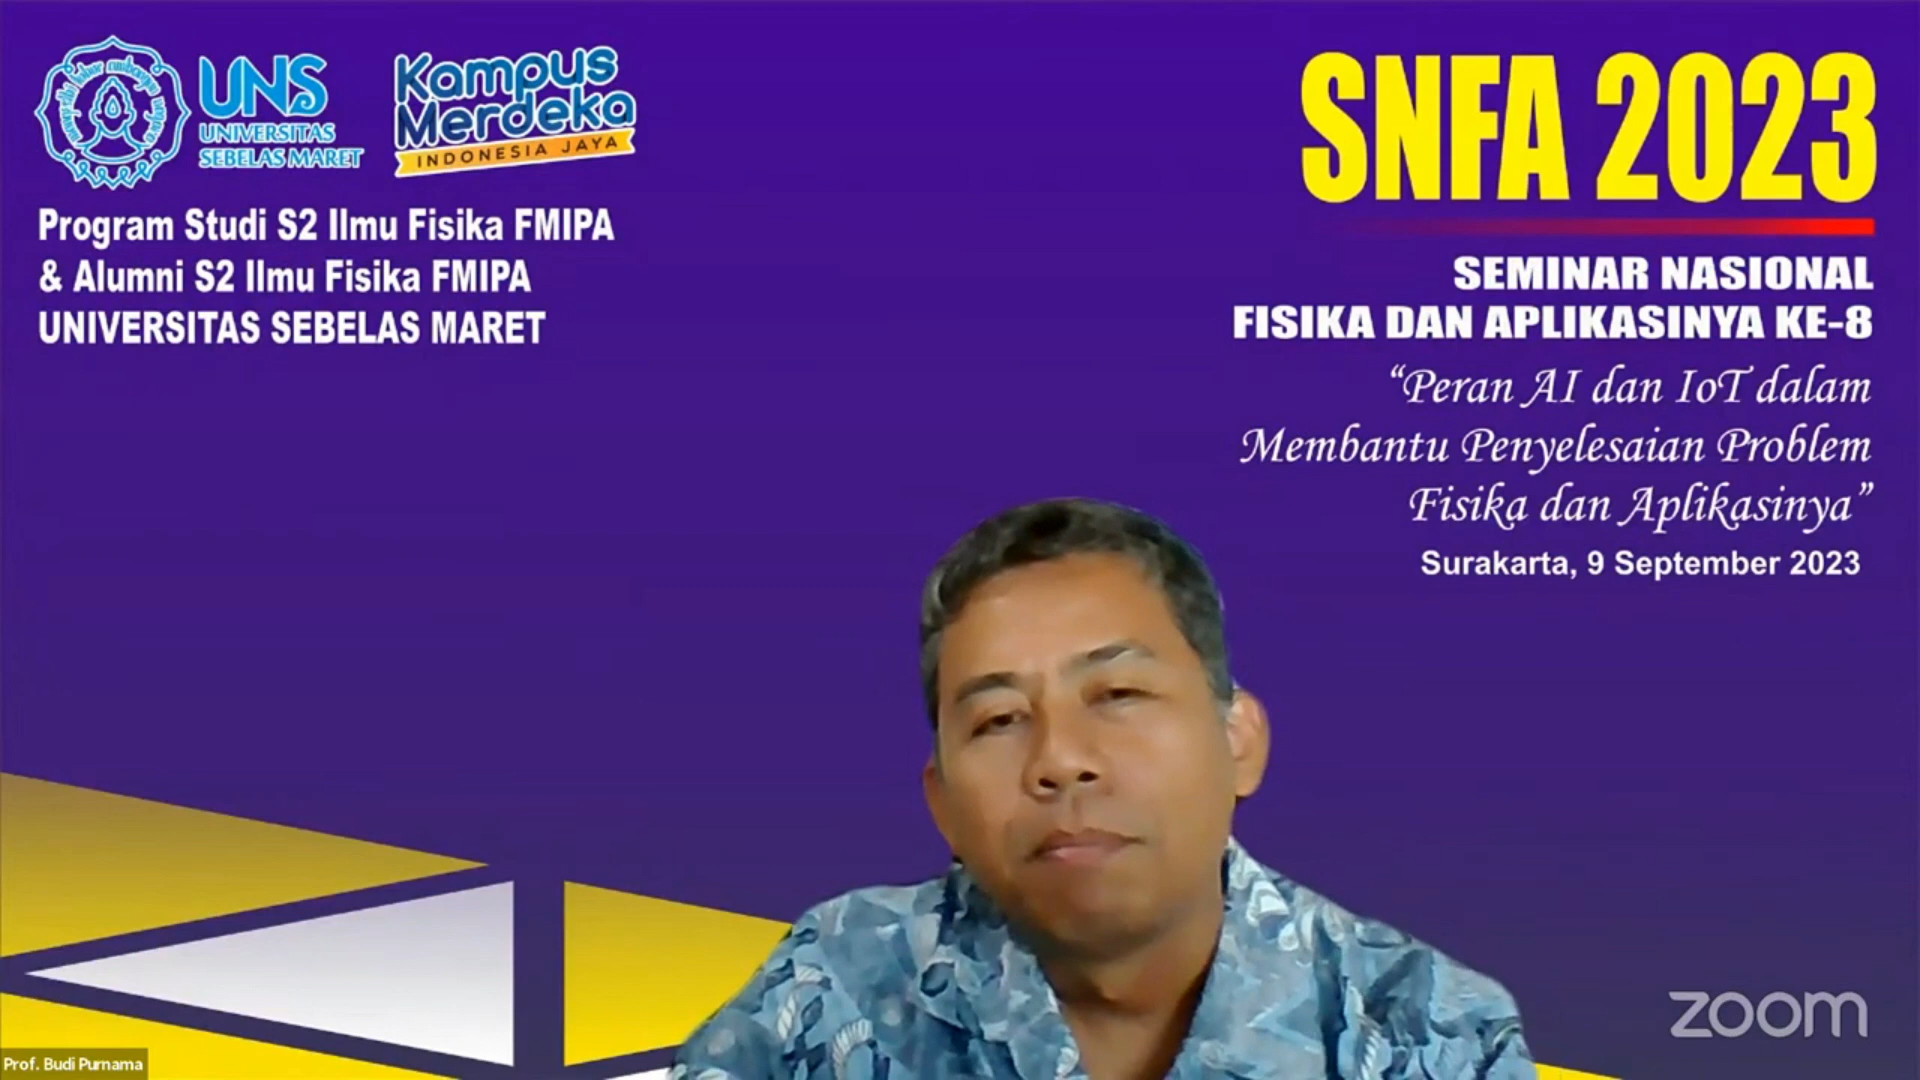 UNS
UNIVERSITAS
SEBELAS MARET
Kampus
Merdeka
INDONESIA JAYA
Program Studi S2 Ilmu Fisika FMIPA
& Alumni S2 Ilmu Fisika FMIPA
UNIVERSITAS SEBELAS MARET
SNFA 2023
SEMINAR NASIONAL
FISIKA DAN APLIKASINYA KE-8
“Peran AI dan IoT dalam
Membantu Penyelesaian Problem
Fisika dan Aplikasinya”
Surakarta, 9 September 2023
zoom
Prof. Budi Purnama